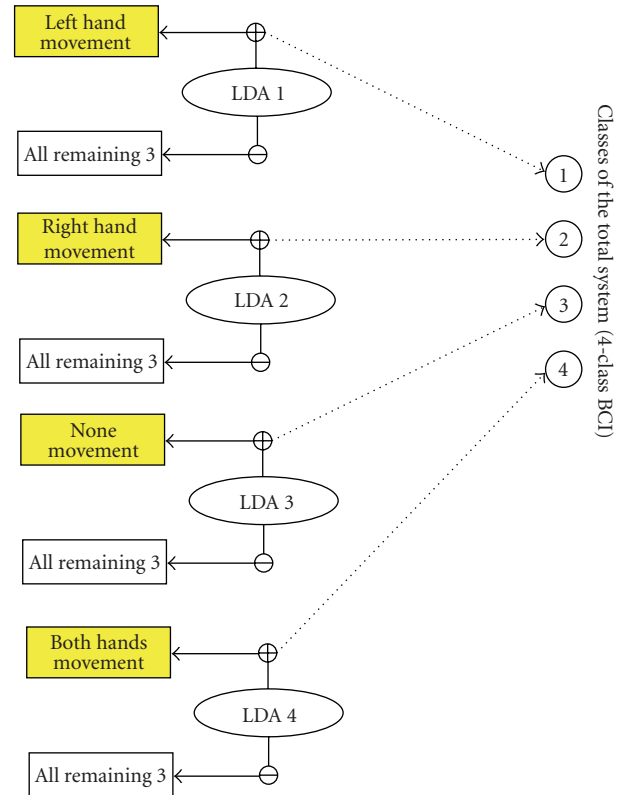 Left hand
movement
LDA 1
All remaining 3
Right hand
movement
LDA 2
All remaining 3
None
movement
LDA 3
All remaining 3
Both hands
movement
LDA 4
All remaining 3
1
2
3
4
Classes of the total system (4-class BCI)